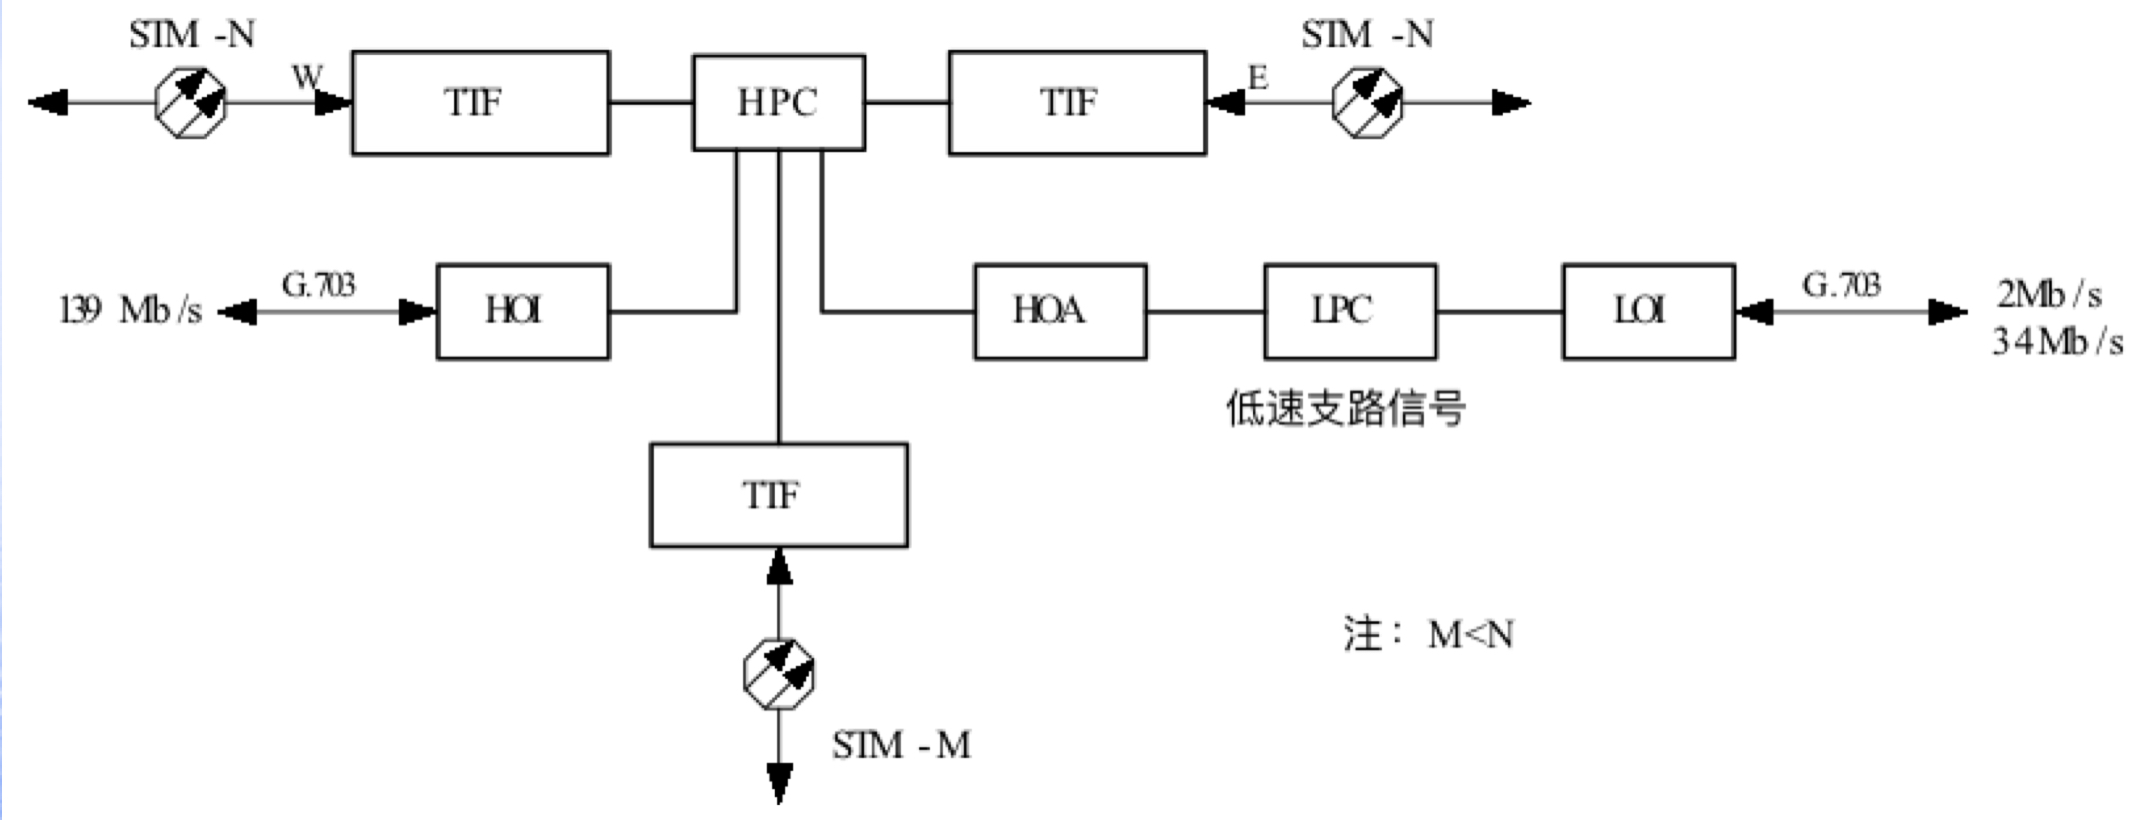 STM -N
STM -N
W
E
TTF
HPC
TTF
139 Mb/s
G.703
HOI
HOA
LPC
LOI
G.703
2Mb/s
34Mb/s
低速支路信号
TTF
注：M<N
STM -M